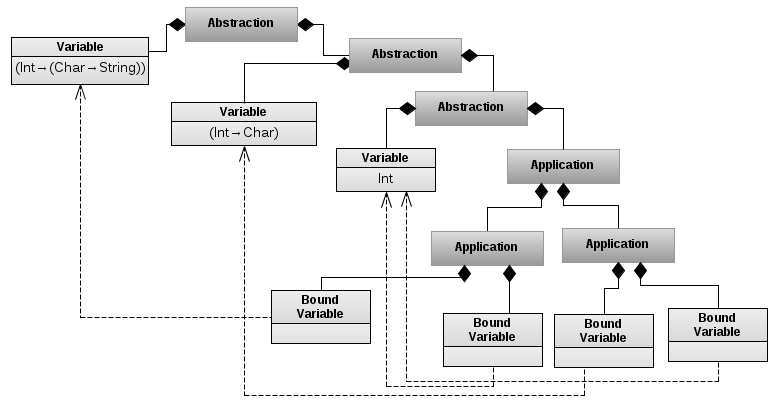 Abstraction
Variable
(Int→(Char→String))
Abstraction
Variable
(Int→Char)
Abstraction
Variable
Int
Application
Application
Application
Bound
Variable
Bound
Variable
Bound
Variable
Bound
Variable